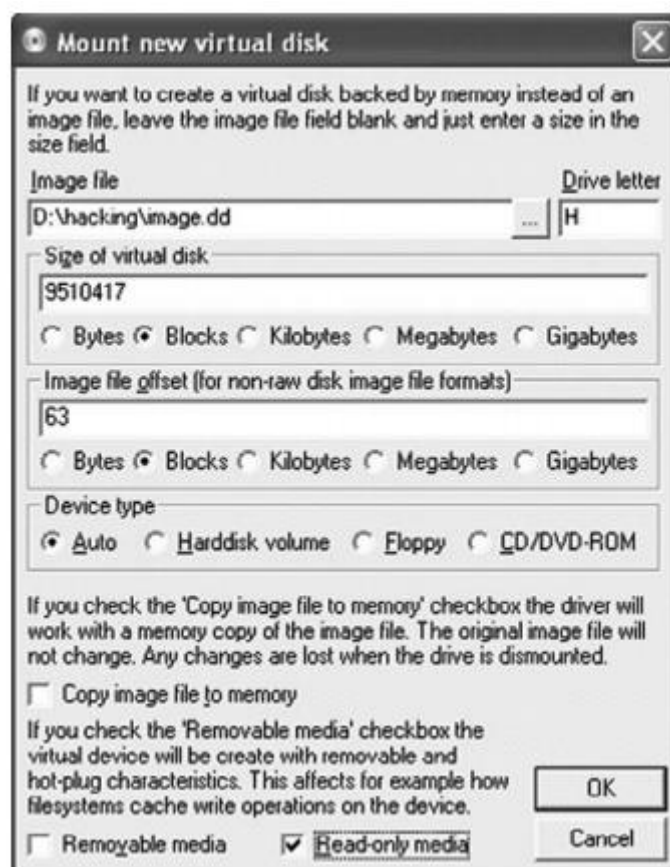 Mount new virtual disk
If you want to create a virtual disk backed by memory instead of an
image file, leave the image file field blank and just enter a size in the
size field.
Image file
Drive letter
D:\hacking\image.dd
...
H
Size of virtual disk
9510417
Bytes Blocks Kilobytes Megabytes Gigabytes
Image file offset (for non-raw disk image file formats)
63
Bytes Blocks Kilobytes Megabytes Gigabytes
Device type
Auto Harddisk volume Floppy CD/DVD-ROM
If you check the 'Copy image file to memory' checkbox the driver will
work with a memory copy of the image file. The original image file will
not change. Any changes are lost when the drive is dismounted.
Copy image file to memory
If you check the 'Removable media' checkbox the
virtual device will be create with removable and
hot-plug characteristics. This affects for example how
filesystems cache write operations on the device.
OK
Removable media Read-only media
Cancel